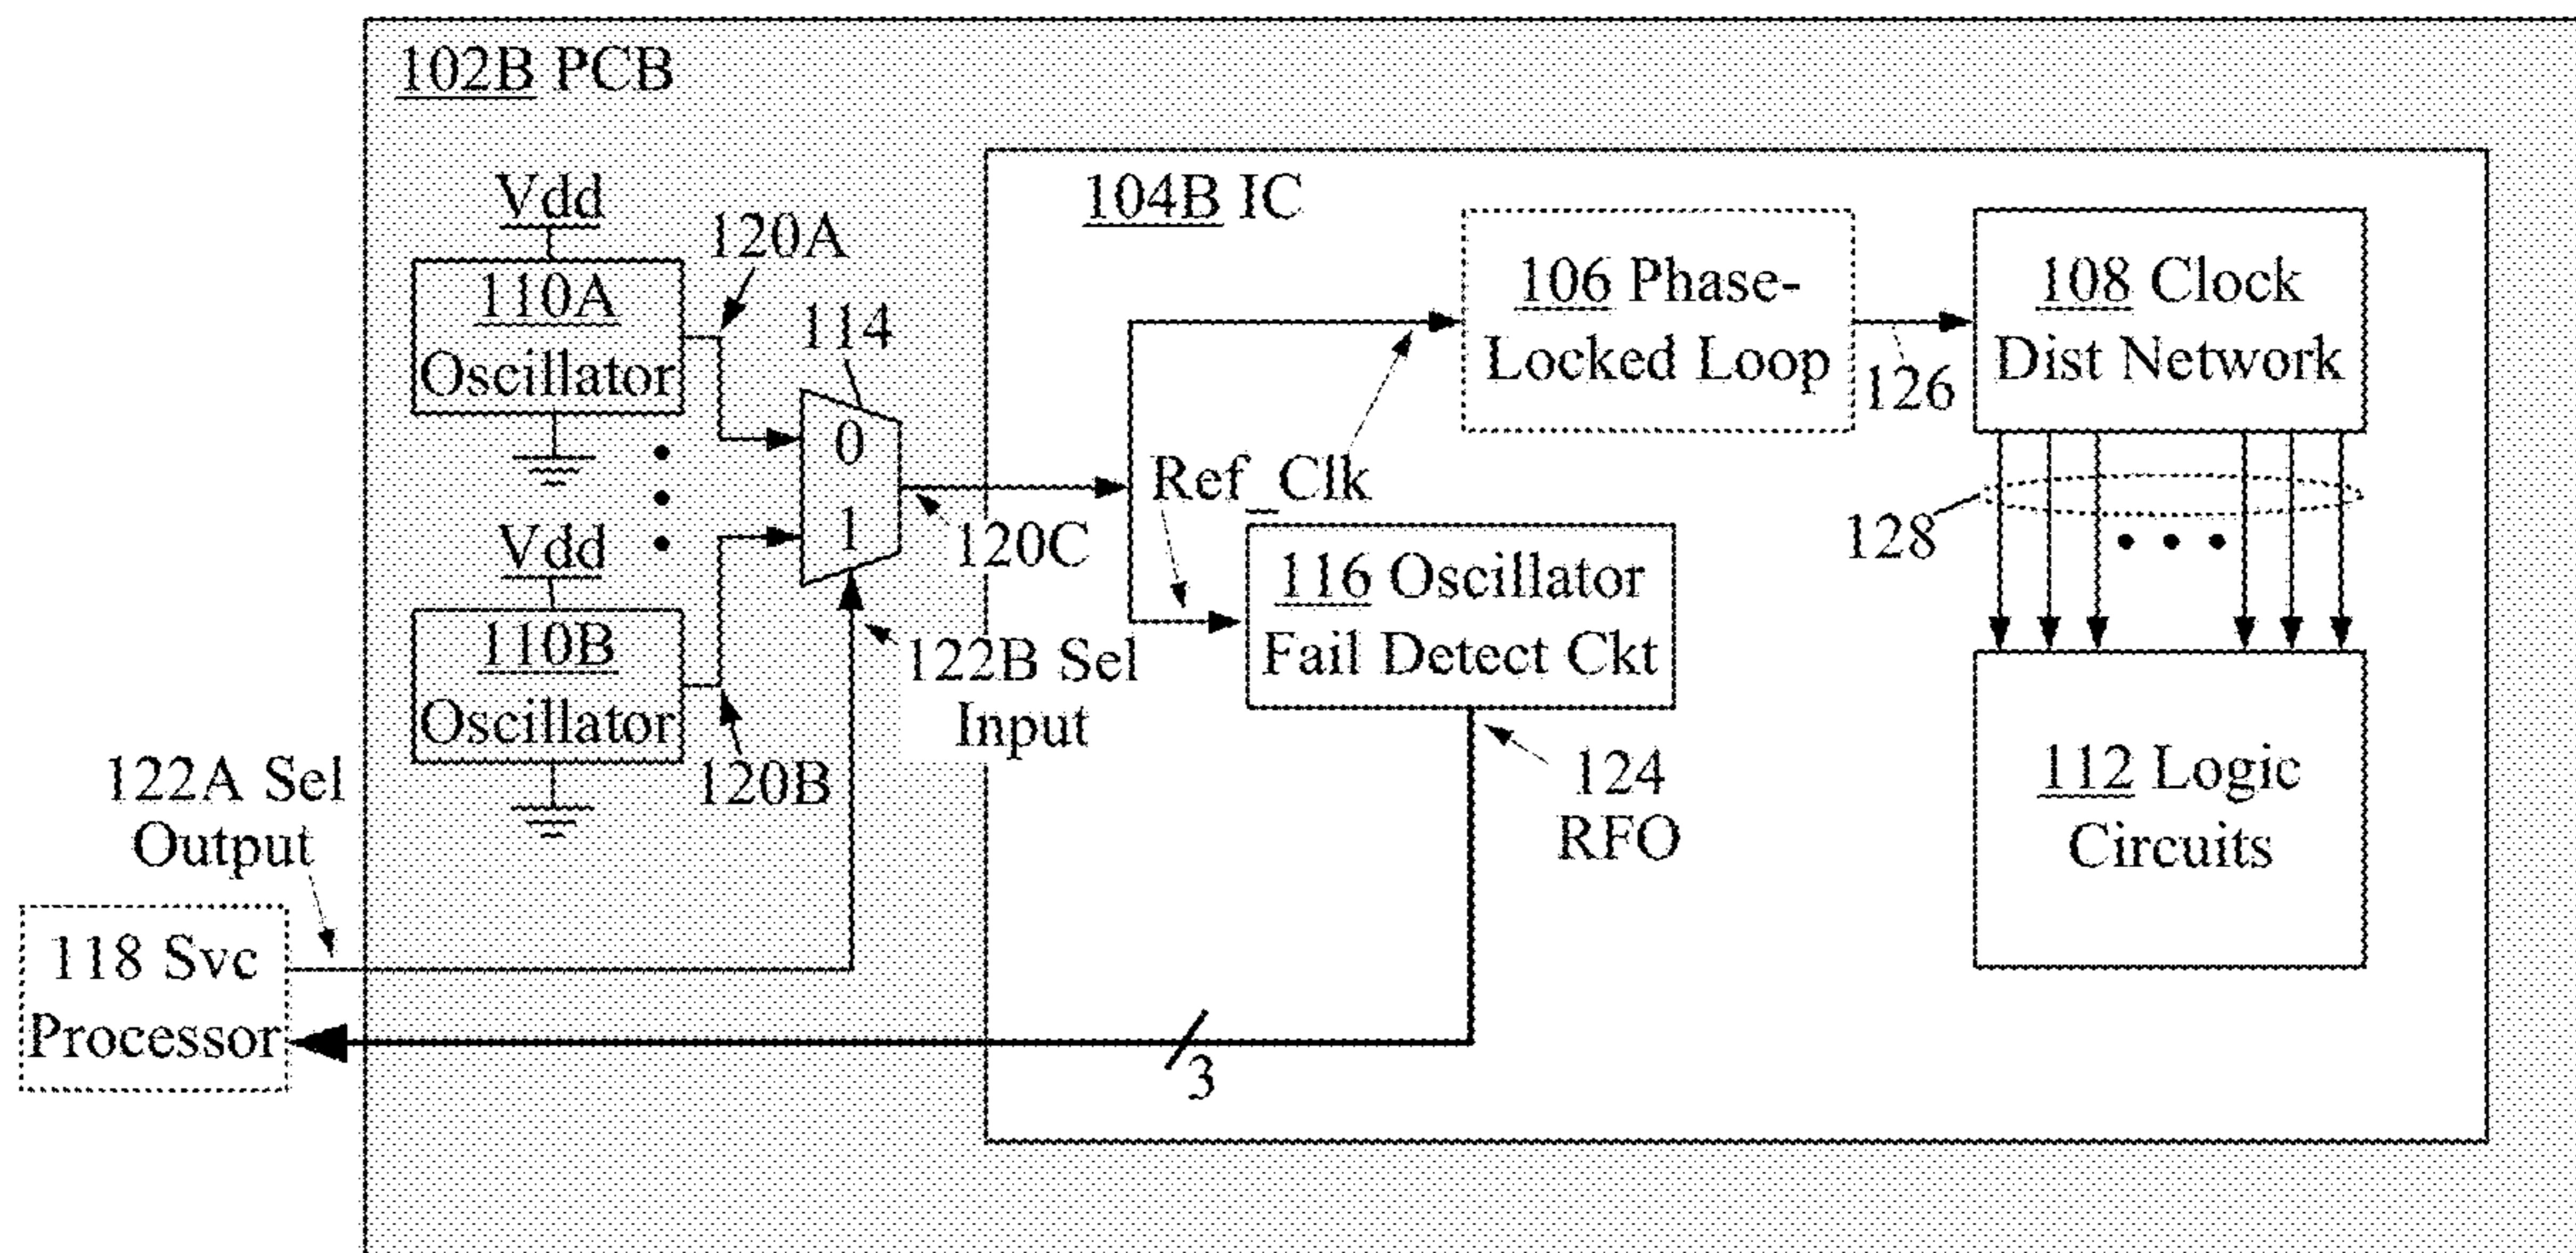 102B PCB
104B IC
Vdd
120A
110A
Oscillator
114
0
1
106 Phase-
Locked Loop
126
108 Clock
Dist Network
Ref_Clk
120C
128
Vdd
110B
Oscillator
120B
122B Sel
Input
116 Oscillator
Fail Detect Ckt
124
RFO
112 Logic
Circuits
122A Sel
Output
118 Svc
Processor
3